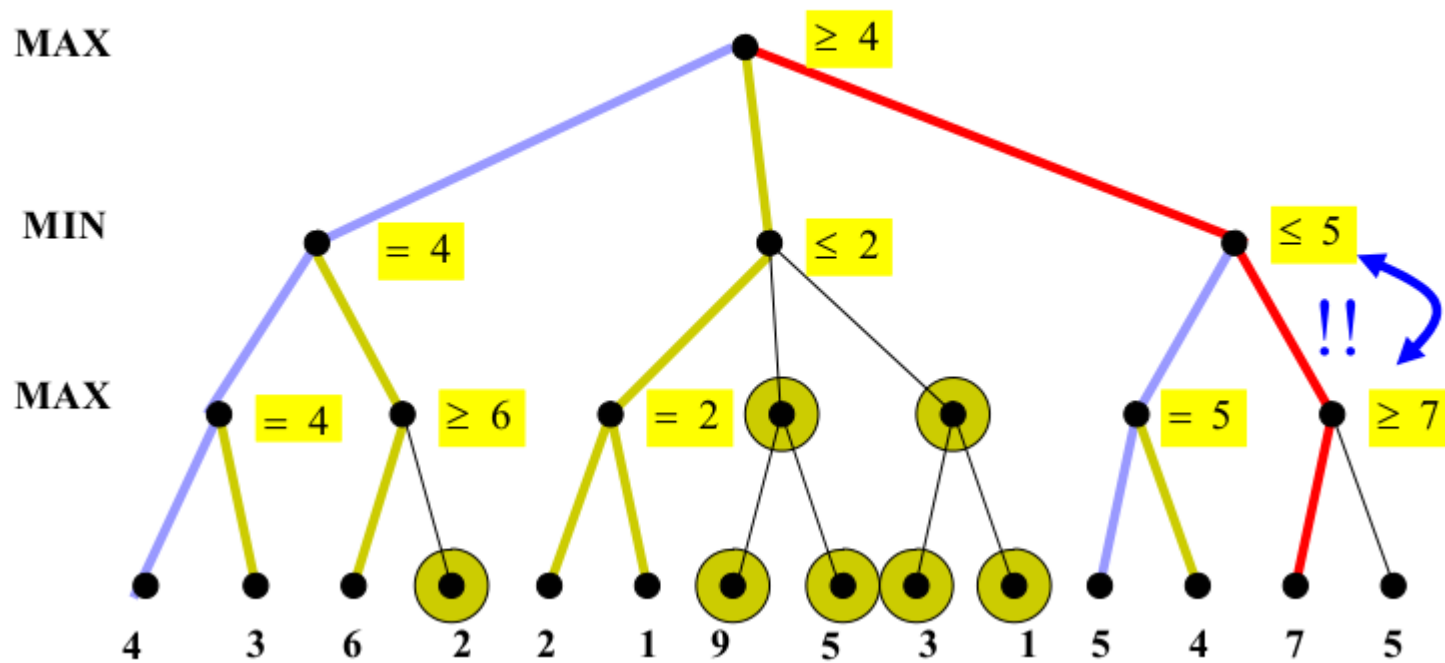 MAX
≥ 4
MIN
= 4
≤ 2
≤ 5
!!
MAX
= 4
≥ 6
= 2
= 5
≥ 7
4 3 6 2 2 1 9 5 3 1 5 4 7 5